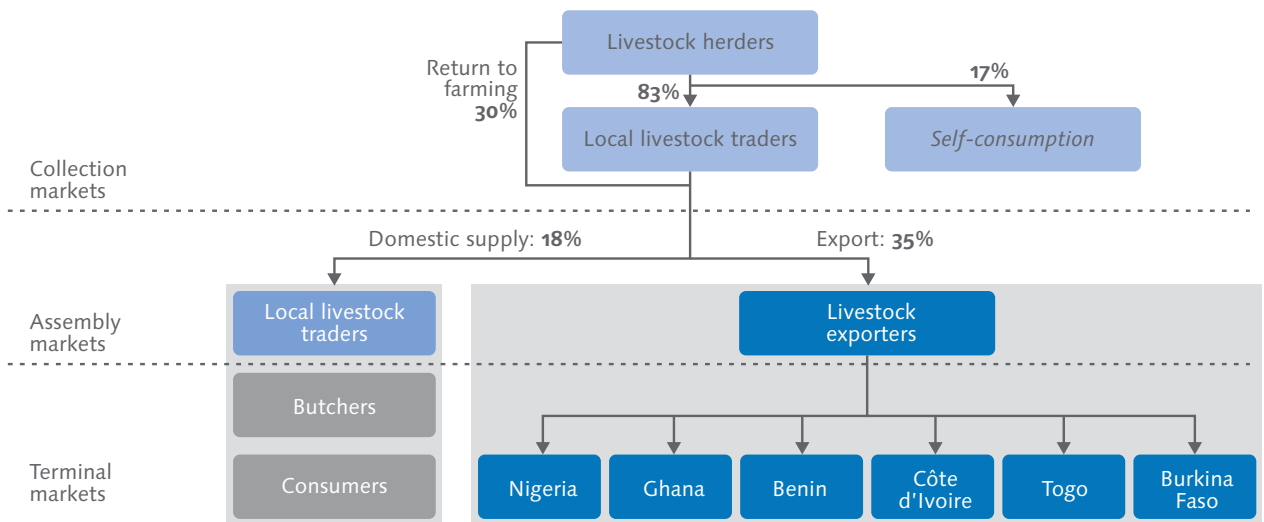 Livestock herders
Return to
farming
30%
83%
17%
Local livestock traders
Self-consumption
Collection
markets
Domestic supply: 18%
Export: 35%
Assembly
markets
Local livestock
traders
Livestock
exporters
Butchers
Terminal
markets
Consumers
Nigeria
Ghana
Benin
Côte
d'Ivoire
Togo
Burkina
Faso